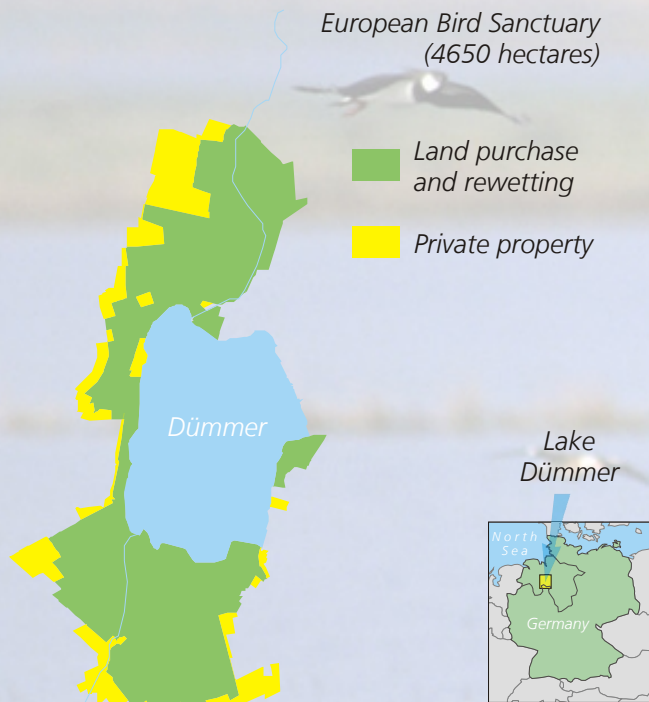 European Bird Sanctuary
(4650 hectares)
Land purchase
and rewetting
Private property
Dümmer
Lake
Dümmer
North
Sea
Germany